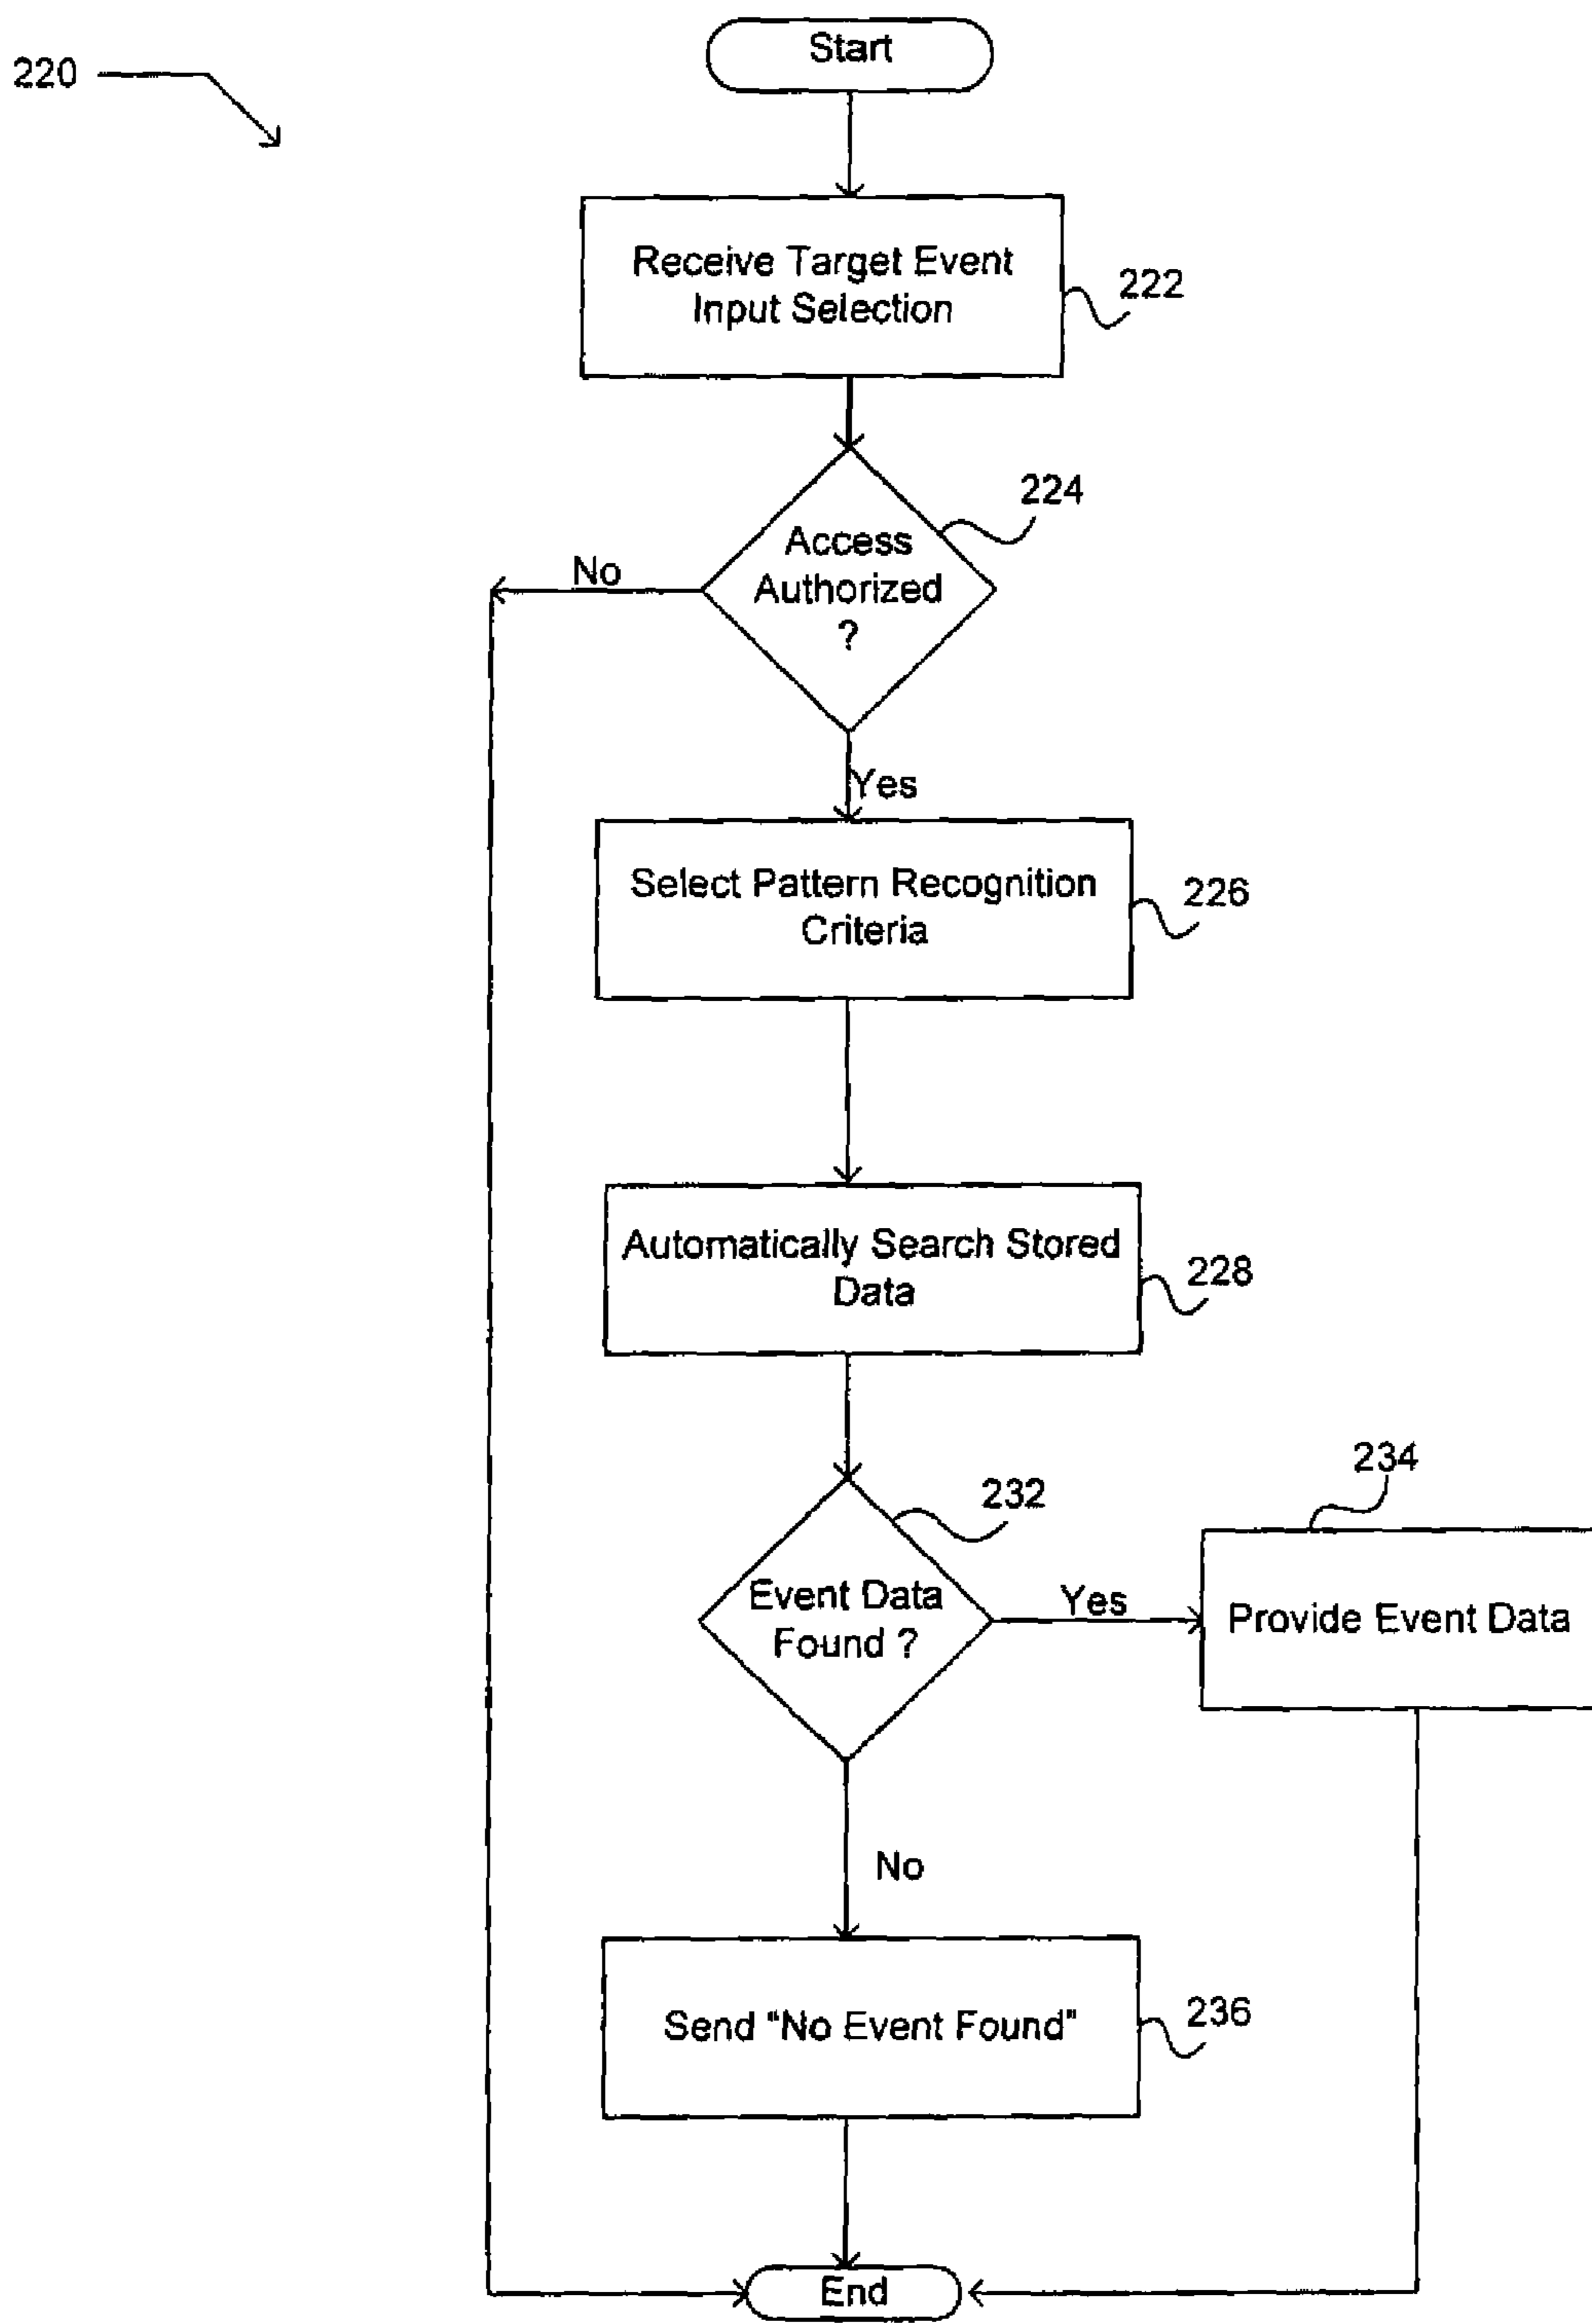 Start
220
Receive Target Event
Input Selection
222
224
Access
Authorized
?
No
Yes
Select Pattern Recognition
Criteria
226
Automatically Search Stored
Data
228
232
234
Event Data
Found ?
Yes
Provide Event Data
No
Send "No Event Found"
236
End